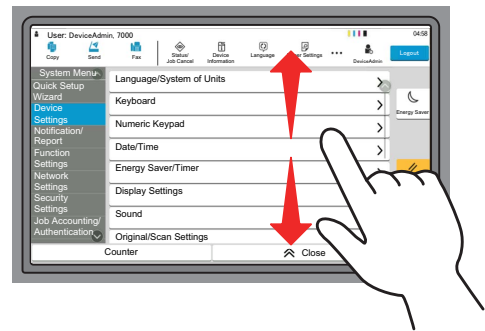 User: DeviceAdmin, 7000
04:58
Copy
Send
Fax
Status/
Job Cancel
Device
Information
Language
User Settings
DeviceAdmin
Logout
System Menu
Quick Setup
Wizard
Device
Settings
Notification/
Report
Function
Settings
Network
Settings
Security
Settings
Job Accounting/
Authentication
Language/System of Units
Keyboard
Numeric Keypad
Date/Time
Energy Saver/Timer
Display Settings
Sound
Original/Scan Settings
Energy Saver
Counter
Close